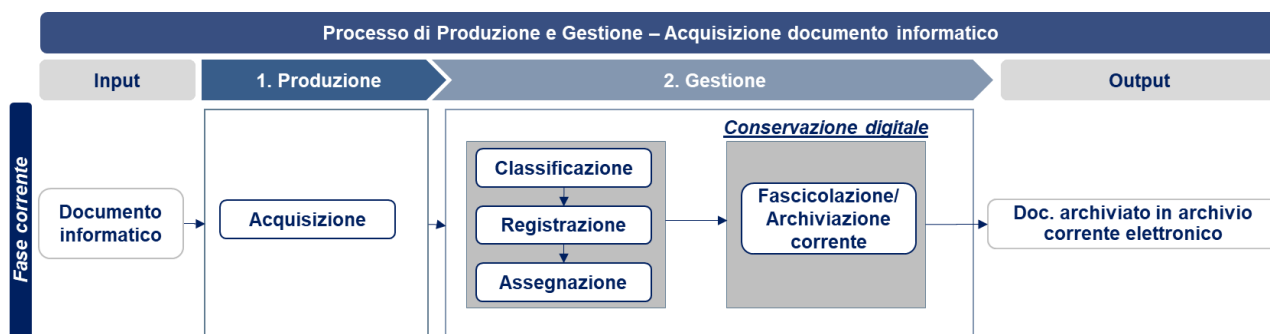 Processo di Produzione e Gestione – Acquisizione documento informatico
Input
1. Produzione
2. Gestione
Output
Fase corrente
Documento
informatico
Acquisizione
Classificazione
Registrazione
Assegnazione
Conservazione digitale
Fascicolazione/
Archiviazione
corrente
Doc. archiviato in archivio
corrente elettronico